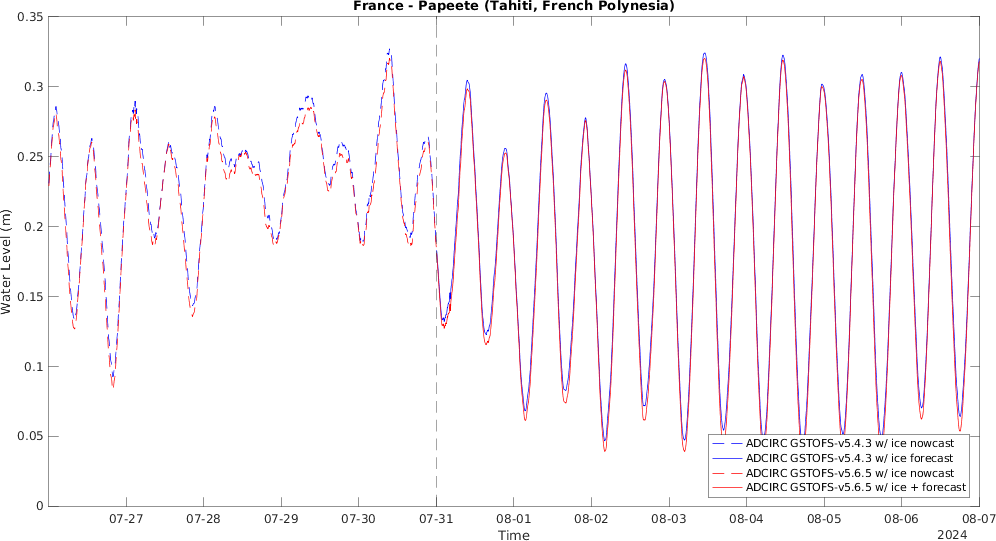 France - Papeete (Tahiti, French Polynesia)
0.35
0.3
0.25
0.2
0.15
0.1
0.05
0
Water Level (m)
ADCIRC GSTOFS-v5.4.3 w/ ice nowcast
ADCIRC GSTOFS-v5.4.3 w/ ice forecast
ADCIRC GSTOFS-v5.6.5 w/ ice nowcast
ADCIRC GSTOFS-v5.6.5 w/ ice + forecast
07-27 07-28 07-29 07-30 07-31 08-01 08-02 08-03 08-04 08-05 08-06 08-07
Time
2024